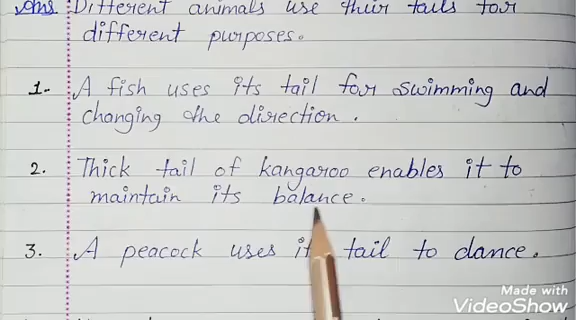 Ans Different animals use their tails for
different purposes.
1. A fish uses its tail for swimming and
changing the direction.
2. Thick tail of kangaroo enables it to
maintain its balance.
3. A peacock uses it tail to dance.
Made with
VideoShow